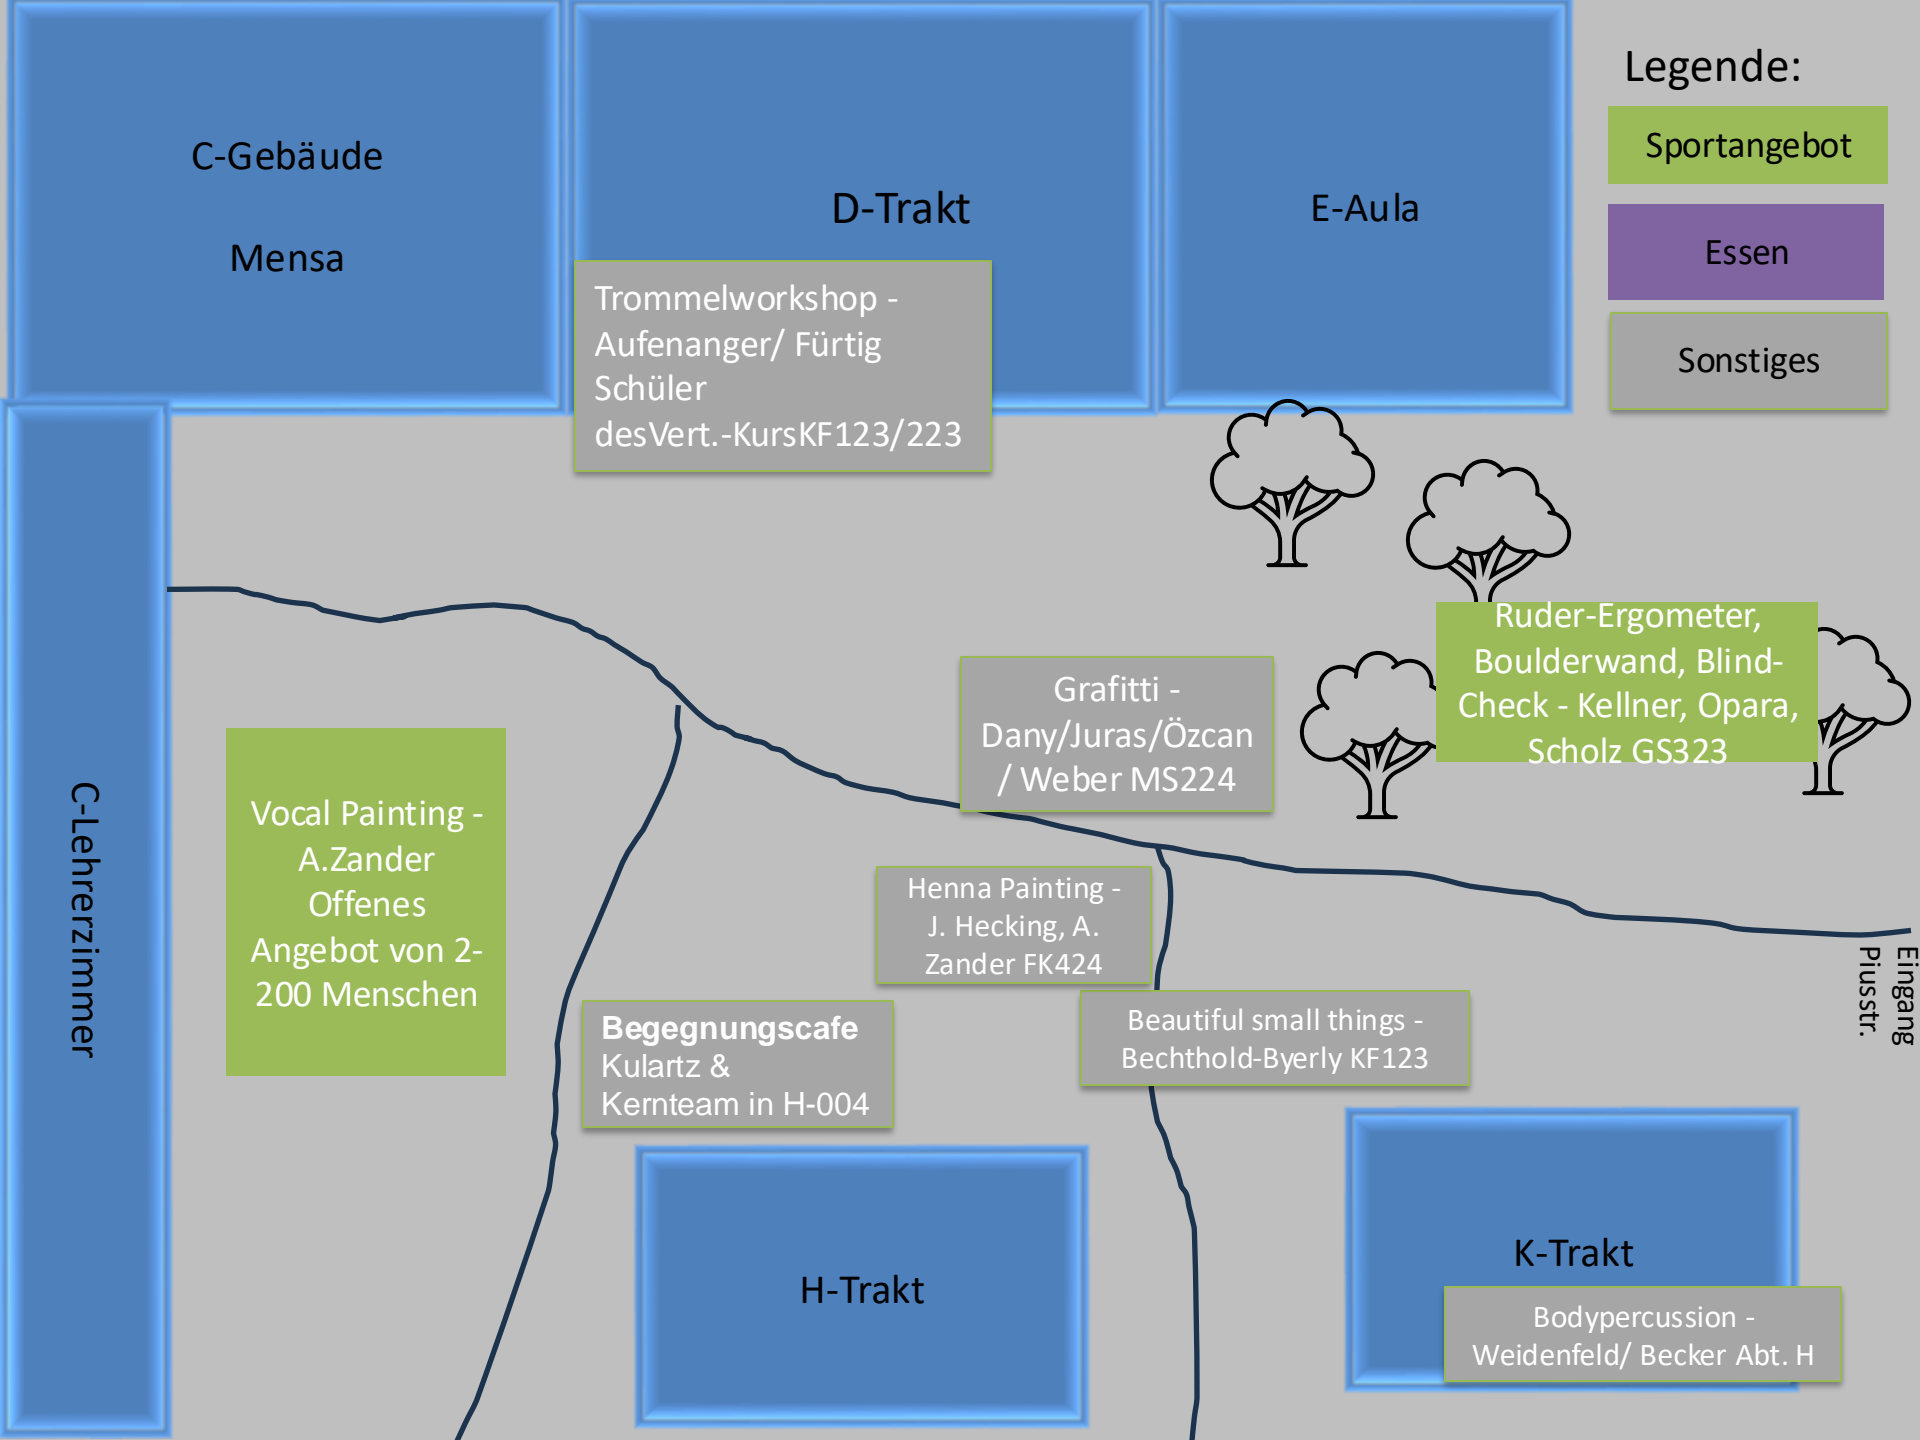 C-Gebäude
Mensa
D-Trakt
E-Aula
Legende:
Sportangebot
Essen
Sonstiges
Trommelworkshop -
Aufenanger/ Fürtig
Schüler
desVert.-KursKF123/223
Ruder-Ergometer,
Boulderwand, Blind-
Check - Kellner, Opara,
Scholz GS323
Grafitti -
Dany/Juras/Özcan
/ Weber MS224
C-Lehrerzimmer
Vocal Painting -
A.Zander
Offenes
Angebot von 2-
200 Menschen
Henna Painting -
J. Hecking, A.
Zander FK424
Eingang
Piusstr.
Begegnungscafe
Kulartz &
Kernteam in H-004
Beautiful small things -
Bechthold-Byerly KF123
H-Trakt
K-Trakt
Bodypercussion -
Weidenfeld/ Becker Abt. H